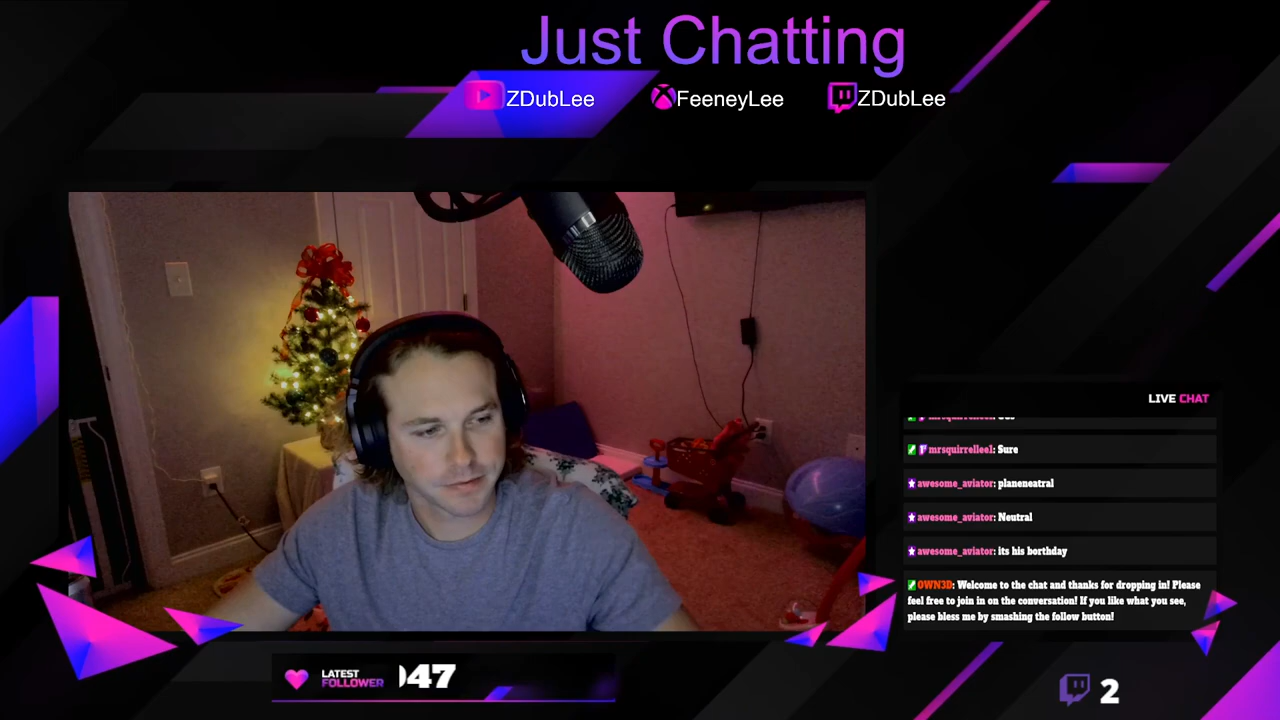 Just Chatting
ZDubLee
FeeneyLee
ZDubLee
LIVE CHAT
mrsquirrellee1: Sure
awesome_aviator: planeneatral
awesome_aviator: Neutral
awesome_aviator: its his borthday
OWN3D: Welcome to the chat and thanks for dropping in! Please
feel free to join in on the conversation! If you like what you see,
please bless me by smashing the follow button!
LATEST
FOLLOWER
047
2